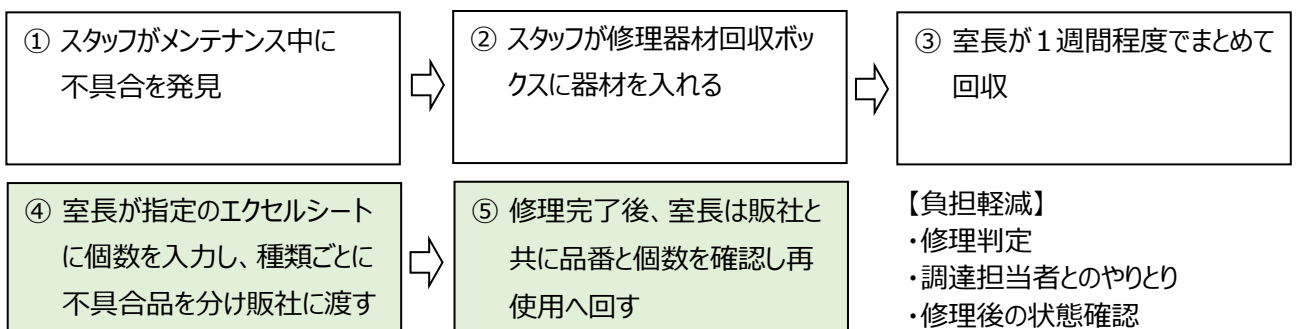 ① スタッフがメンテナンス中に
不具合を発見
② スタッフが修理器材回収ボッ
クスに器材を入れる
③ 室長が１週間程度でまとめて
回収
④ 室長が指定のエクセルシート
に個数を入力し、種類ごとに
不具合品を分け販社に渡す
⑤ 修理完了後、室長は販社と
共に品番と個数を確認し再
使用へ回す
【負担軽減】
・修理判定
・調達担当者とのやりとり
・修理後の状態確認